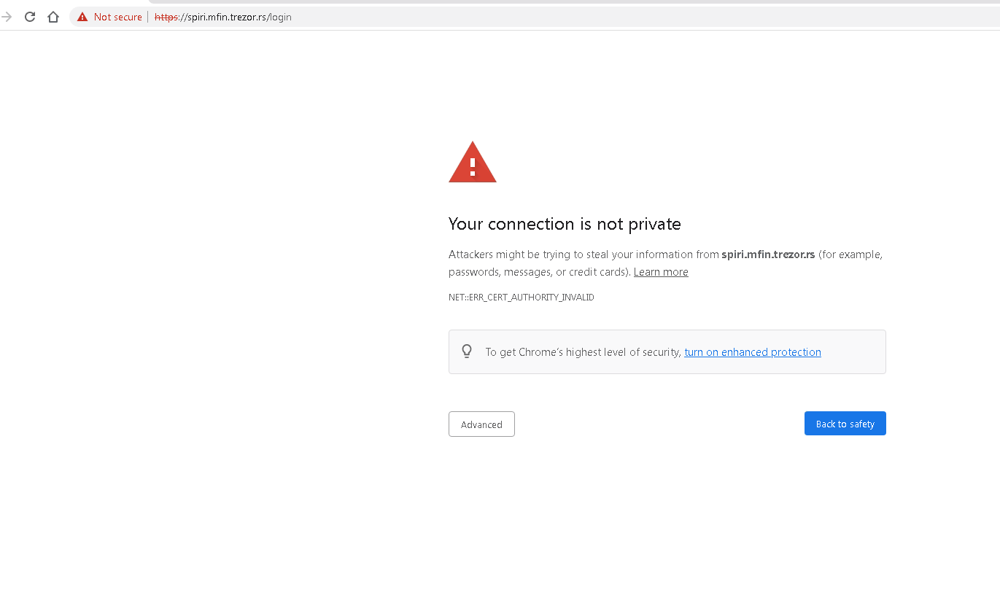 Not secure https://spiri.mfin.trezor.rs/login
Your connection is not private
Attackers might be trying to steal your information from spiri.mfin.trezor.rs (for example,
passwords, messages, or credit cards). Learn more
NET::ERR_CERT_AUTHORITY_INVALID
To get Chrome's highest level of security, turn on enhanced protection
Advanced
Back to safety